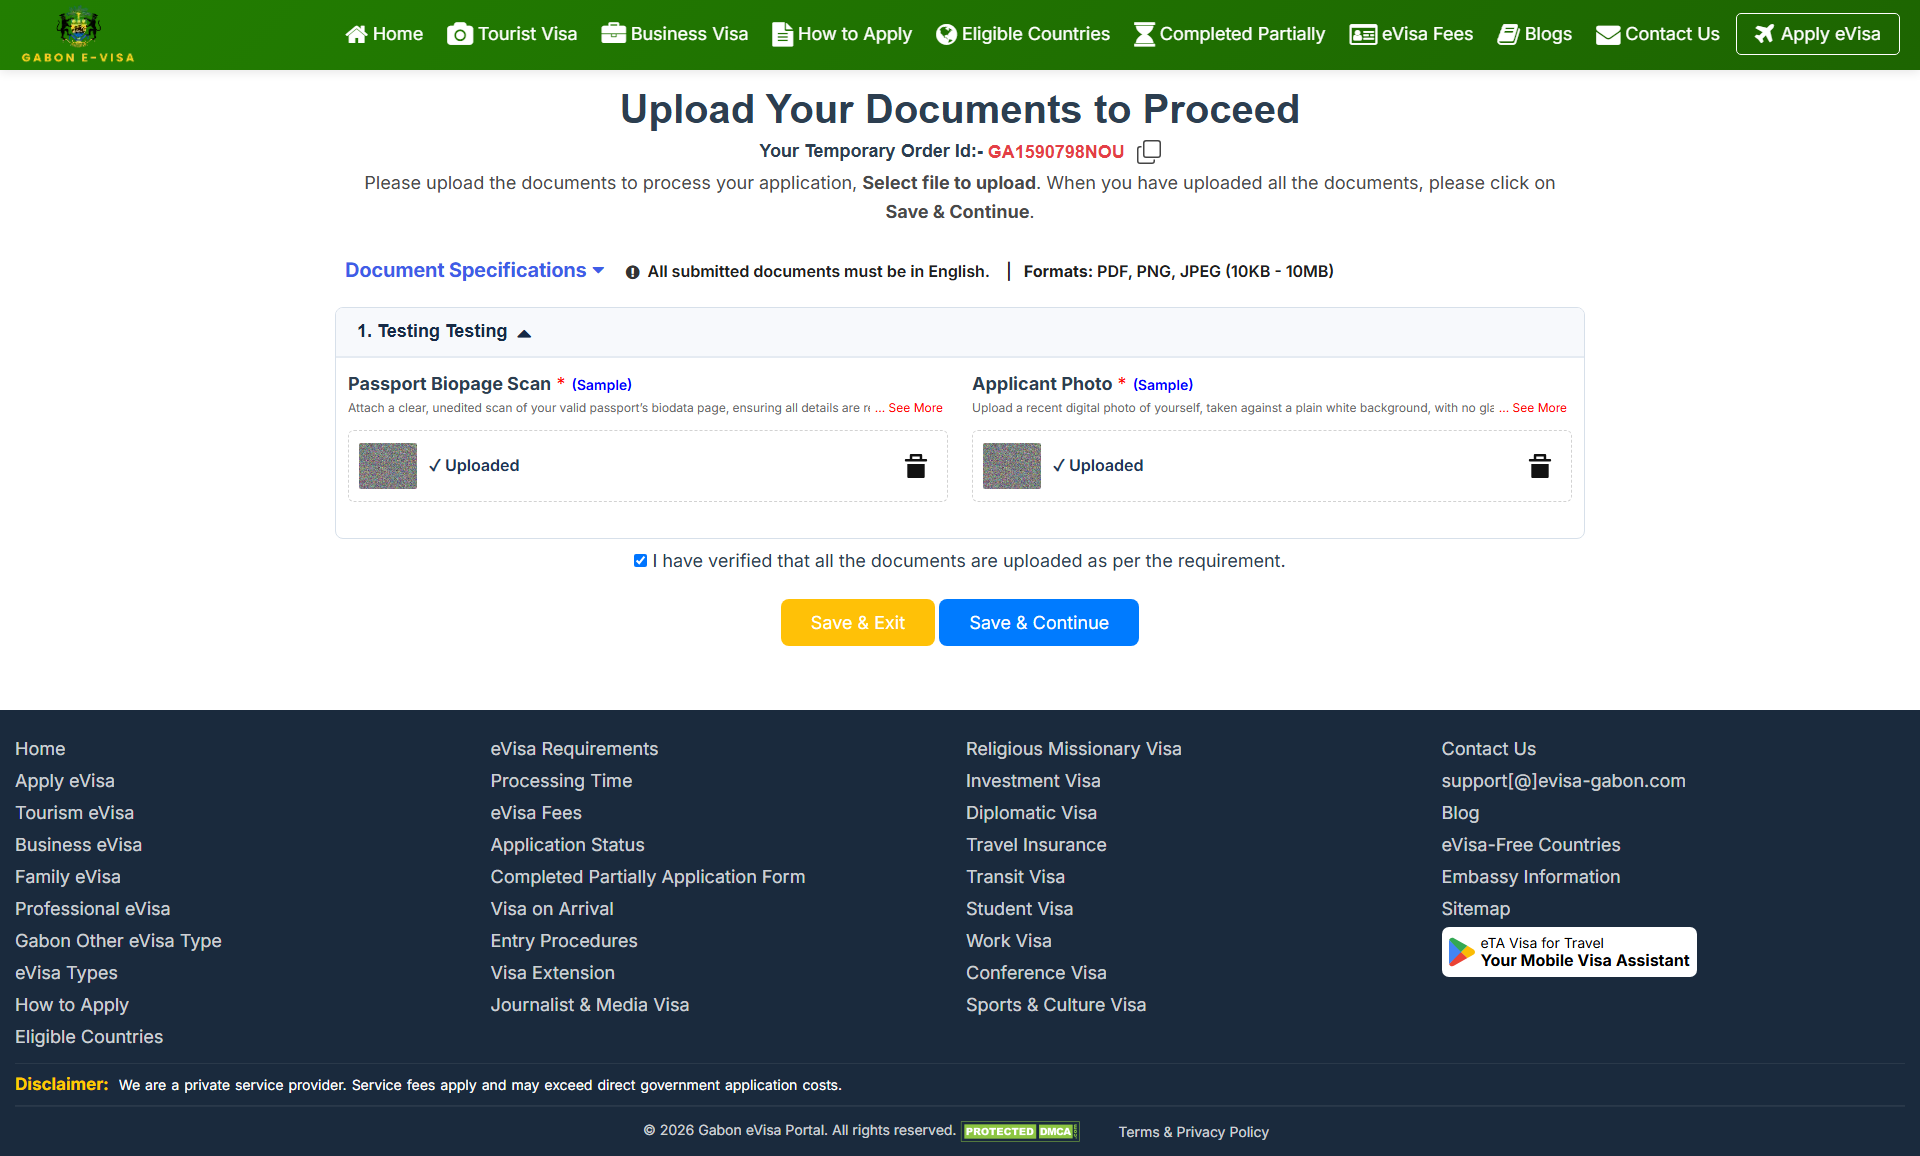 GABON E-VISA
Home
Tourist Visa
Business Visa
How to Apply
Eligible Countries
Completed Partially
eVisa Fees
Blogs
Contact Us
Apply eVisa
Upload Your Documents to Proceed
Your Temporary Order Id:- GA1590798NOU
Please upload the documents to process your application, Select file to upload. When you have uploaded all the documents, please click on
Save & Continue.
Document Specifications
All submitted documents must be in English. | Formats: PDF, PNG, JPEG (10KB - 10MB)
1. Testing Testing
Passport Biopage Scan * (Sample)
Attach a clear, unedited scan of your valid passport's biodata page, ensuring all details are re ... See More
✓ Uploaded
Applicant Photo * (Sample)
Upload a recent digital photo of yourself, taken against a plain white background, with no gla ... See More
✓ Uploaded
I have verified that all the documents are uploaded as per the requirement.
Save & Exit
Save & Continue
Home
Apply eVisa
Tourism eVisa
Business eVisa
Family eVisa
Professional eVisa
Gabon Other eVisa Type
eVisa Types
How to Apply
Eligible Countries
eVisa Requirements
Processing Time
eVisa Fees
Application Status
Completed Partially Application Form
Visa on Arrival
Entry Procedures
Visa Extension
Journalist & Media Visa
Religious Missionary Visa
Investment Visa
Diplomatic Visa
Travel Insurance
Transit Visa
Student Visa
Work Visa
Conference Visa
Sports & Culture Visa
Contact Us
support[@]evisa-gabon.com
Blog
eVisa-Free Countries
Embassy Information
Sitemap
eTA Visa for Travel
Your Mobile Visa Assistant
Disclaimer: We are a private service provider. Service fees apply and may exceed direct government application costs.
© 2026 Gabon eVisa Portal. All rights reserved.
PROTECTED DMCA
Terms & Privacy Policy